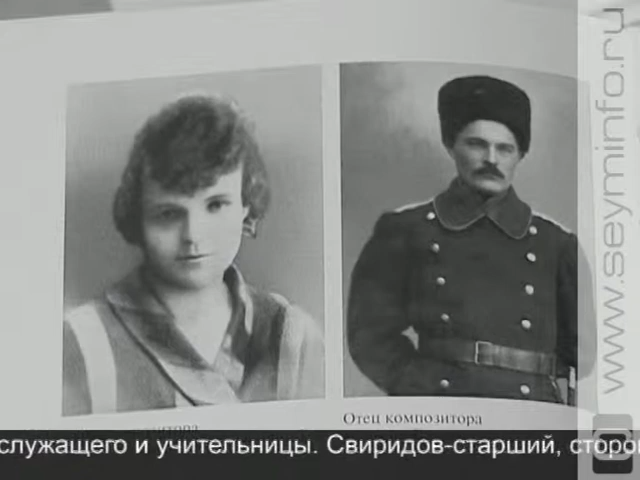 www.seyminfo.ru
Отец композитора
служащего и учительницы. Свиридов-старший,